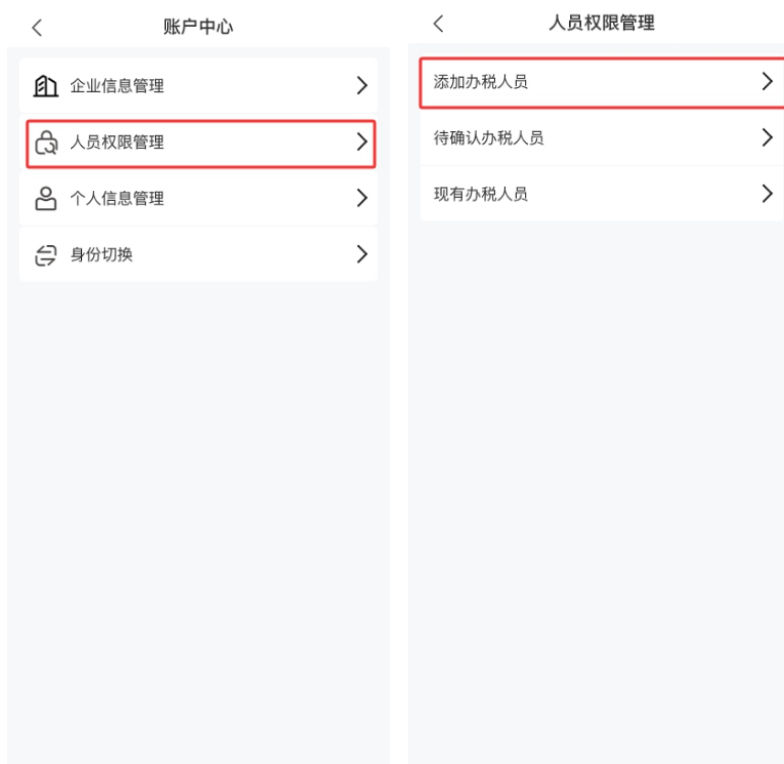 账户中心
企业信息管理
人员权限管理
个人信息管理
身份切换
人员权限管理
添加办税人员
待确认办税人员
现有办税人员